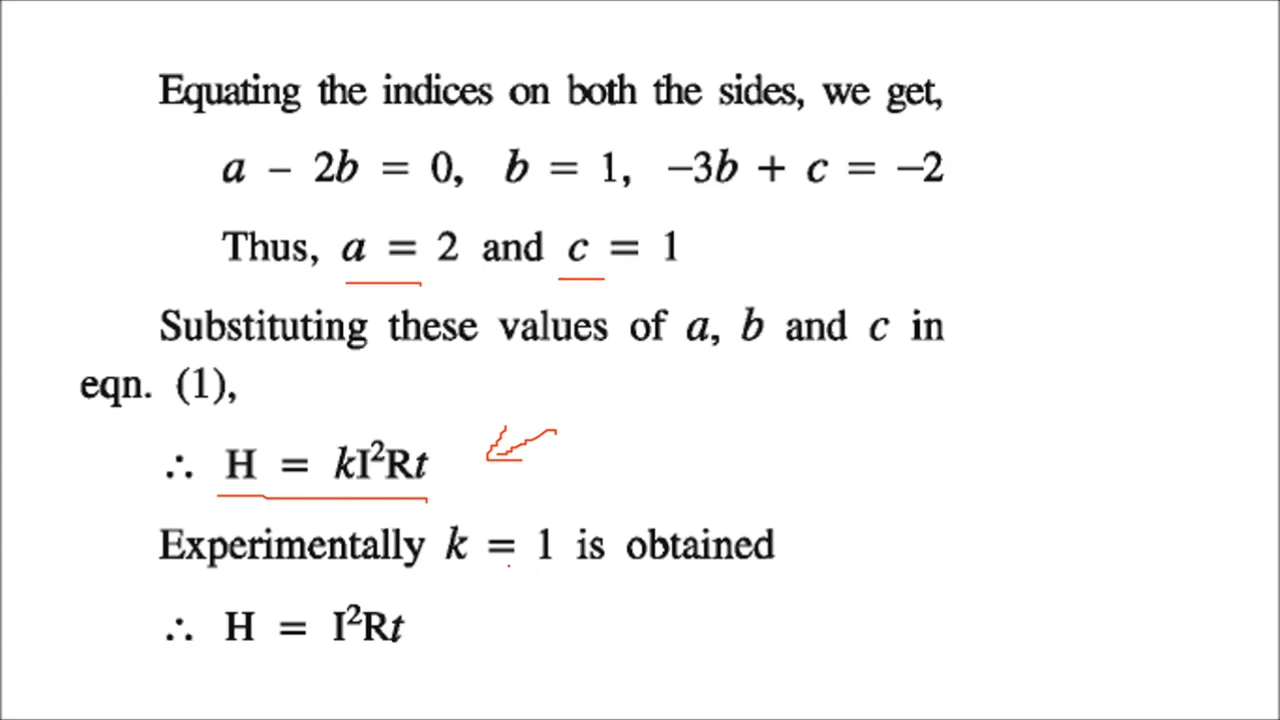 Equating the indices on both the sides, we get,
a – 2b = 0, b = 1, –3b + c = –2
Thus, a = 2 and c = 1
Substituting these values of a, b and c in
eqn. (1),
∴ H = kI²Rt
Experimentally k = 1 is obtained
∴ H = I²Rt